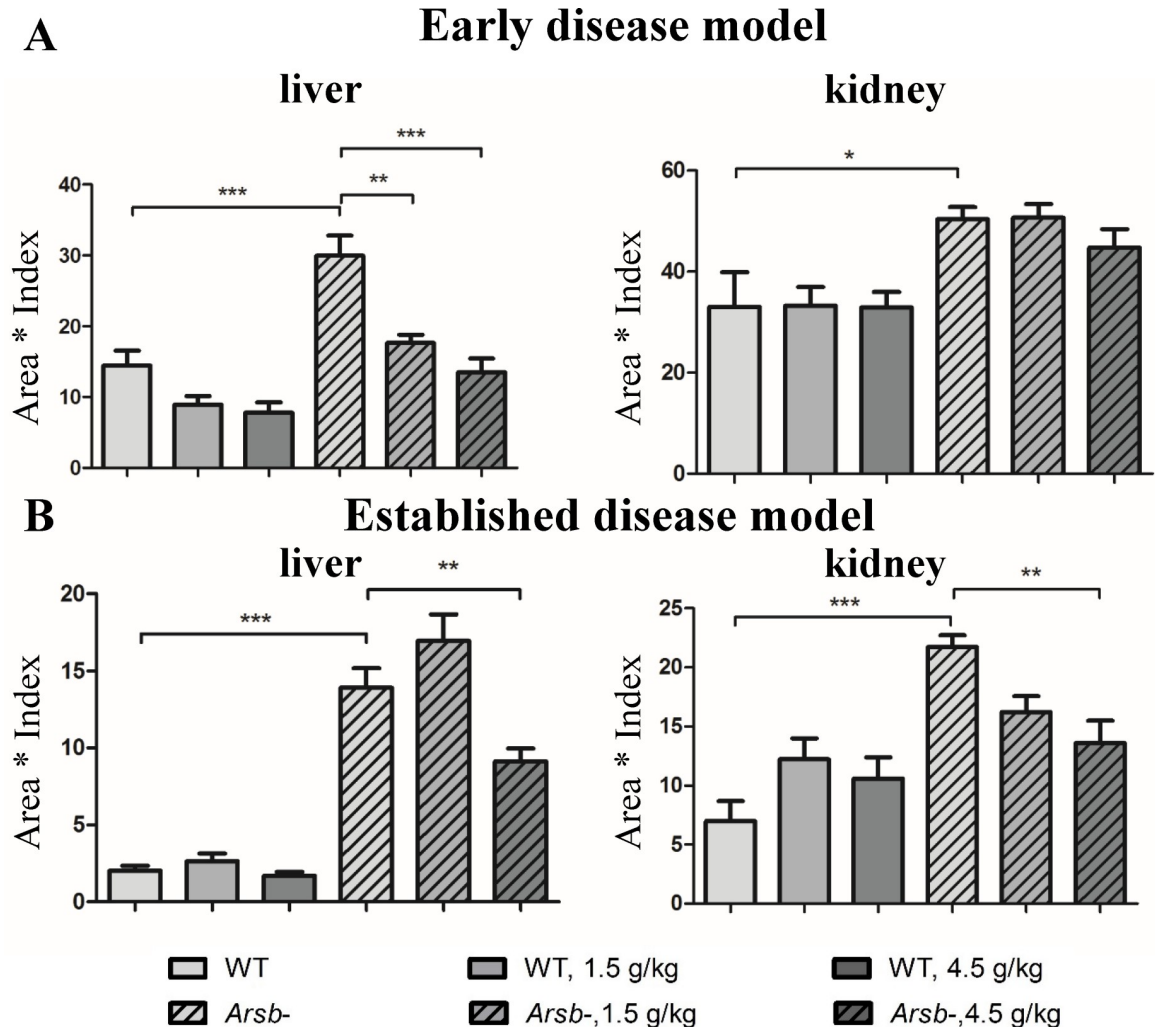 A
Early disease model
liver
kidney
Area * Index
40
30
20
10
0
***
***
**
Area * Index
60
40
20
0
*
B
Established disease model
liver
kidney
Area * Index
20
15
10
5
0
***
**
Area * Index
25
20
15
10
5
0
***
**
WT
WT, 1.5 g/kg
WT, 4.5 g/kg
Arsb-
Arsb-,1.5 g/kg
Arsb-,4.5 g/kg